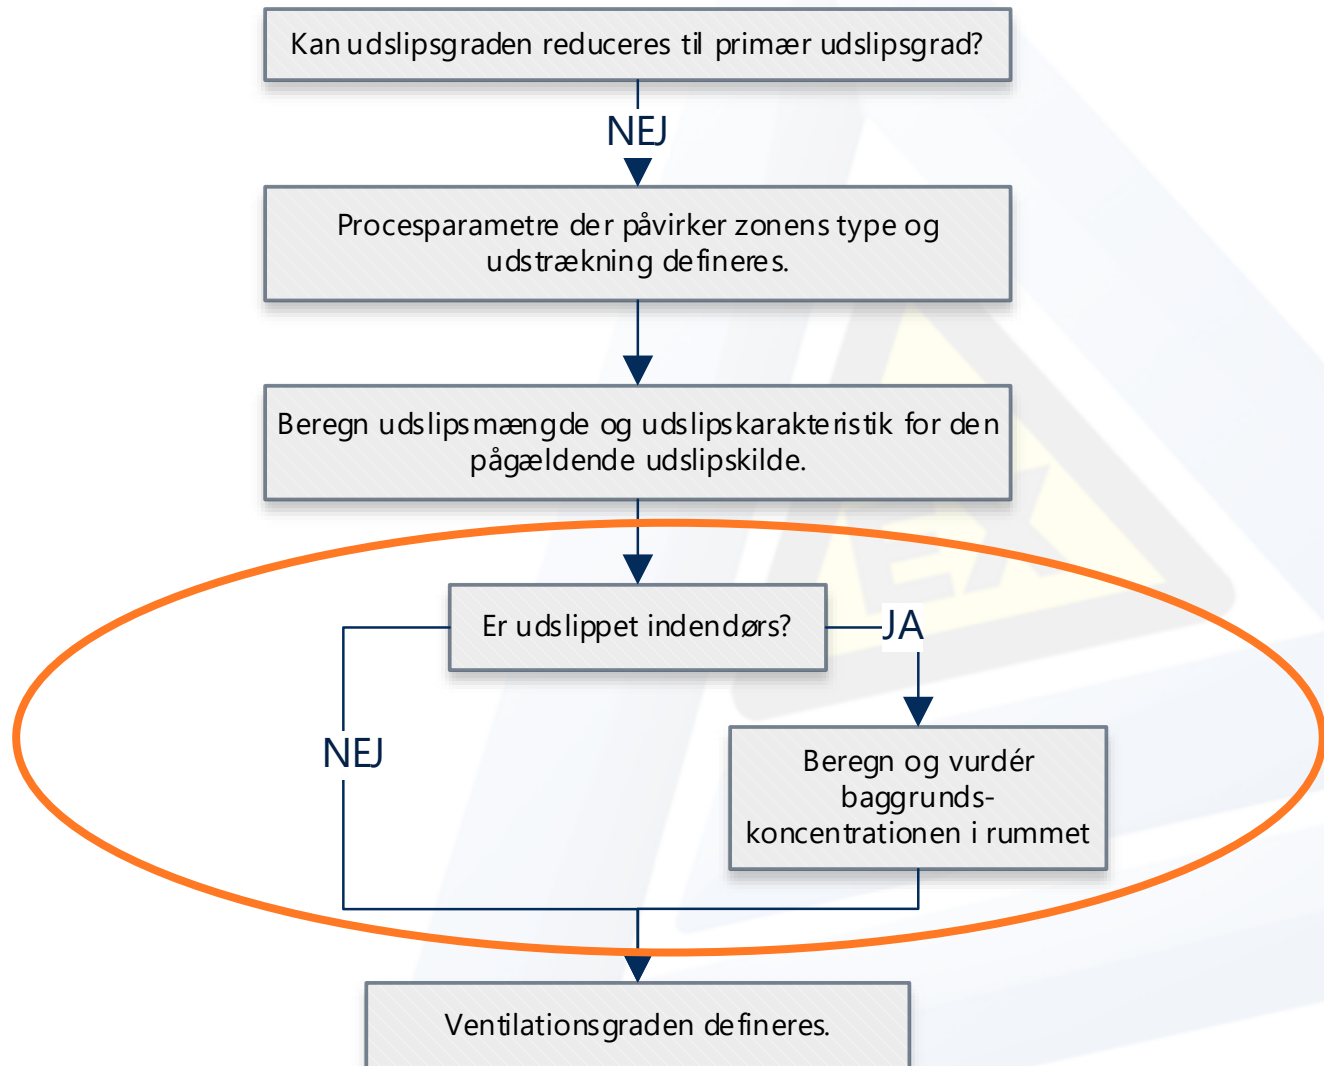 Kan udslipsgraden reduceres til primær udslipsgrad?
NEJ
Procesparametre der påvirker zonens type og
udstrækning defineres.
Beregn udslipsmængde og udslipskarakteristik for den
pågældende udslipskilde.
Er udslippet indendørs?
JA
NEJ
Beregn og vurdér
baggrunds-
koncentrationen i rummet
Ventilationsgraden defineres.
EX